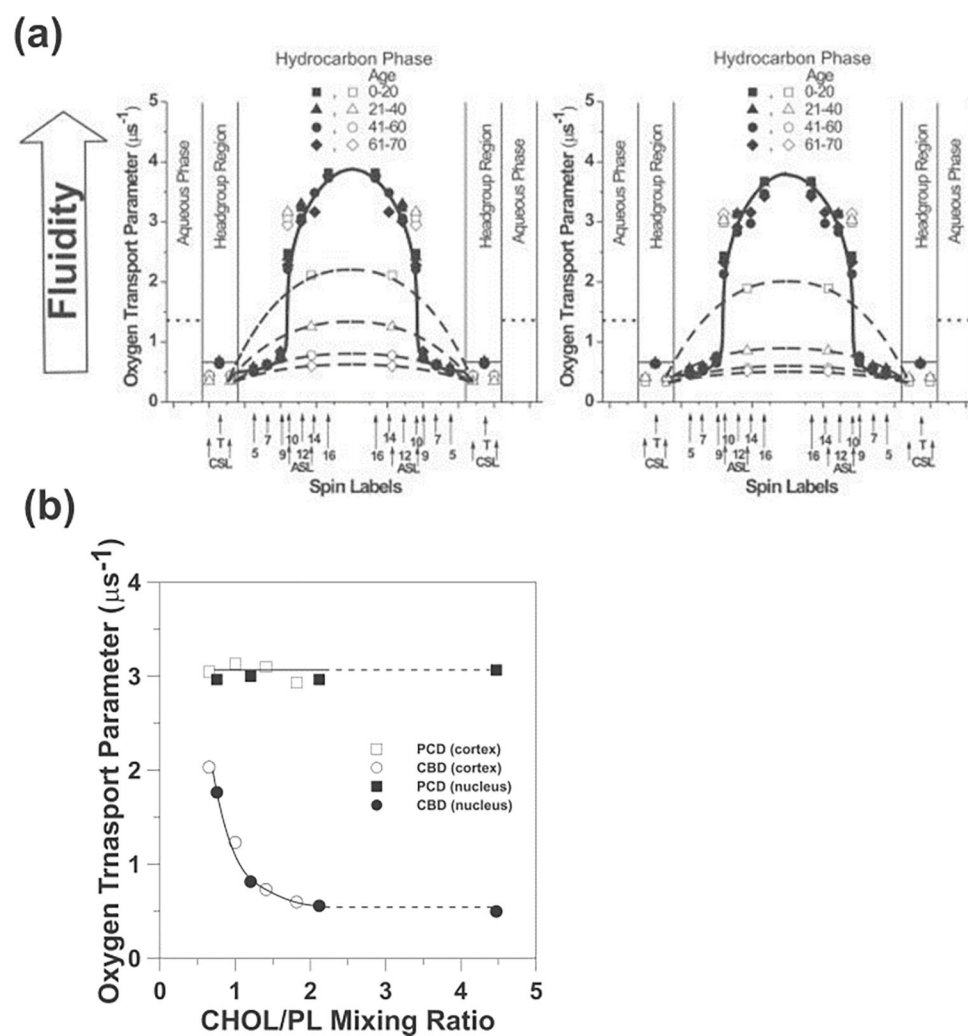 (a)
Fluidity
Hydrocarbon Phase
Age
■ , □ 0-20
▲ , △ 21-40
● , ○ 41-60
◆ , ◇ 61-70
Aqueous Phase
Headgroup Region
Headgroup Region
Aqueous Phase
Oxygen Transport Parameter (μs⁻¹)
5
4
3
2
1
0
T
CSL
5
7
9
10
ASL
12
14
16
16
14
12
ASL
10
9
7
5
T
CSL
Spin Labels
Hydrocarbon Phase
Age
■ , □ 0-20
▲ , △ 21-40
● , ○ 41-60
◆ , ◇ 61-70
Aqueous Phase
Headgroup Region
Headgroup Region
Aqueous Phase
Oxygen Transport Parameter (μs⁻¹)
5
4
3
2
1
0
T
CSL
5
7
9
10
ASL
12
14
16
16
14
12
ASL
10
9
7
5
T
CSL
Spin Labels
(b)
Oxygen Trnasport Parameter (μs⁻¹)
4
3
2
1
0
□ PCD (cortex)
○ CBD (cortex)
■ PCD (nucleus)
● CBD (nucleus)
0 1 2 3 4 5
CHOL/PL Mixing Ratio